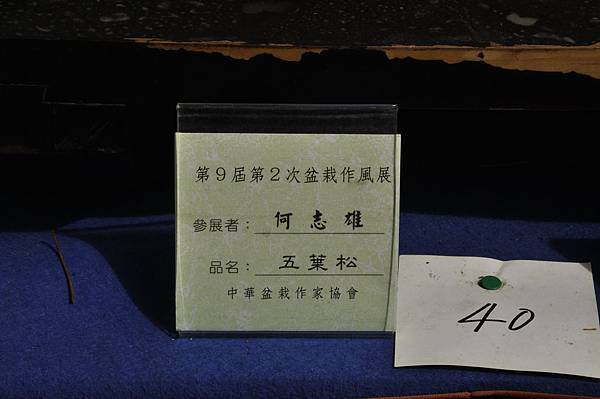 第9屆第2次盆栽作風展
參展者：何志雄
品名：五葉松
中華盆栽作家協會
40